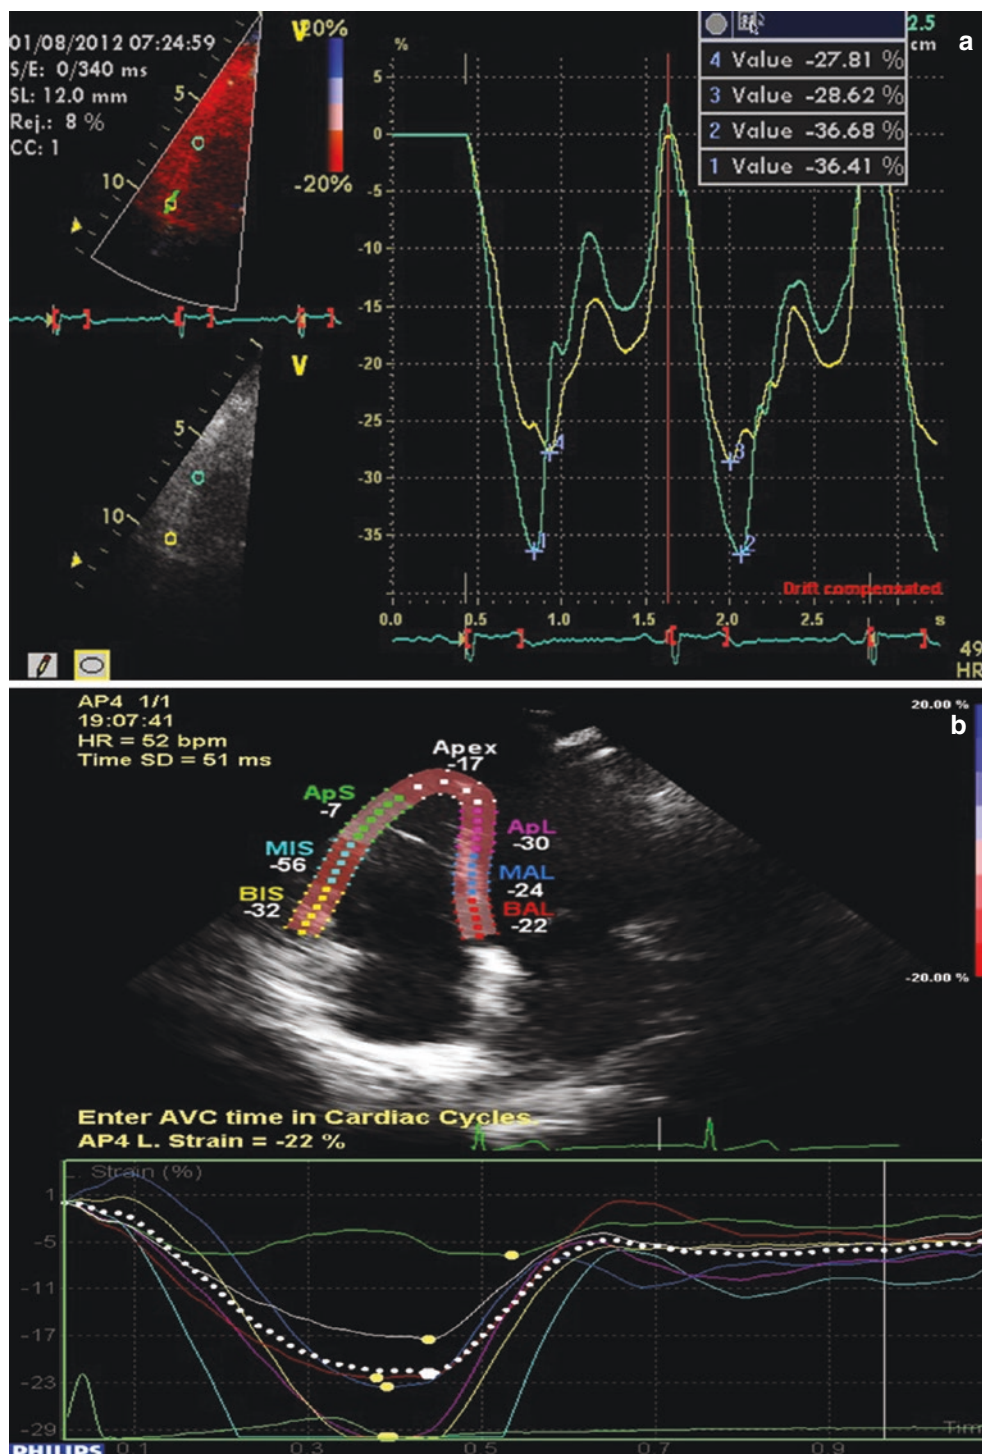 01/08/2012 07:24:59
S/E: 0/340 ms
SL: 12.0 mm
Rej.: 8 %
CC: 1
V
20%
-20%
5
10
V
5
10
%
5
0
-5
-10
-15
-20
-25
-30
-35
2.5
cm
a
4 Value -27.81 %
3 Value -28.62 %
2 Value -36.68 %
1 Value -36.41 %
4
3
1
2
Drift compensated
0.0 0.5 1.0 1.5 2.0 2.5 s
49
HR
AP4 1/1
19:07:41
HR = 52 bpm
Time SD = 51 ms
20.00 %
b
Apex
-17
ApS
-7
ApL
-30
MIS
-56
MAL
-24
BIS
-32
BAL
-22
-20.00 %
Enter AVC time in Cardiac Cycles.
AP4 L. Strain = -22 %
L. Strain (%)
1
-5
-11
-17
-23
-29
Time
PHILIPS
0.1 0.3 0.5 0.7 0.9